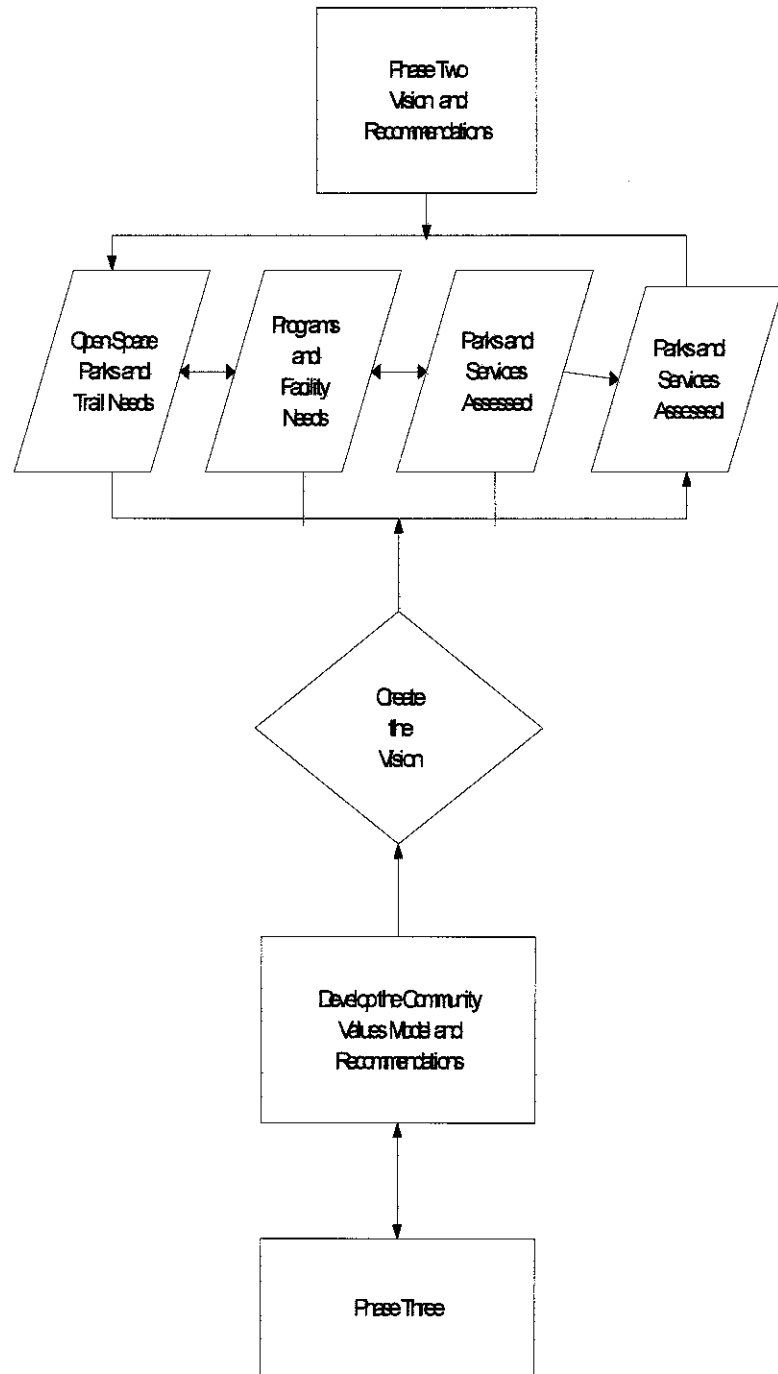 Phase Two
Vision and
Recommendations
Open Space
Parks and
Trail Needs
Programs
and
Facility
Needs
Parks and
Services
Assessed
Parks and
Services
Assessed
Create
the
Vision
Develop the Community
Values Model and
Recommendations
Phase Three